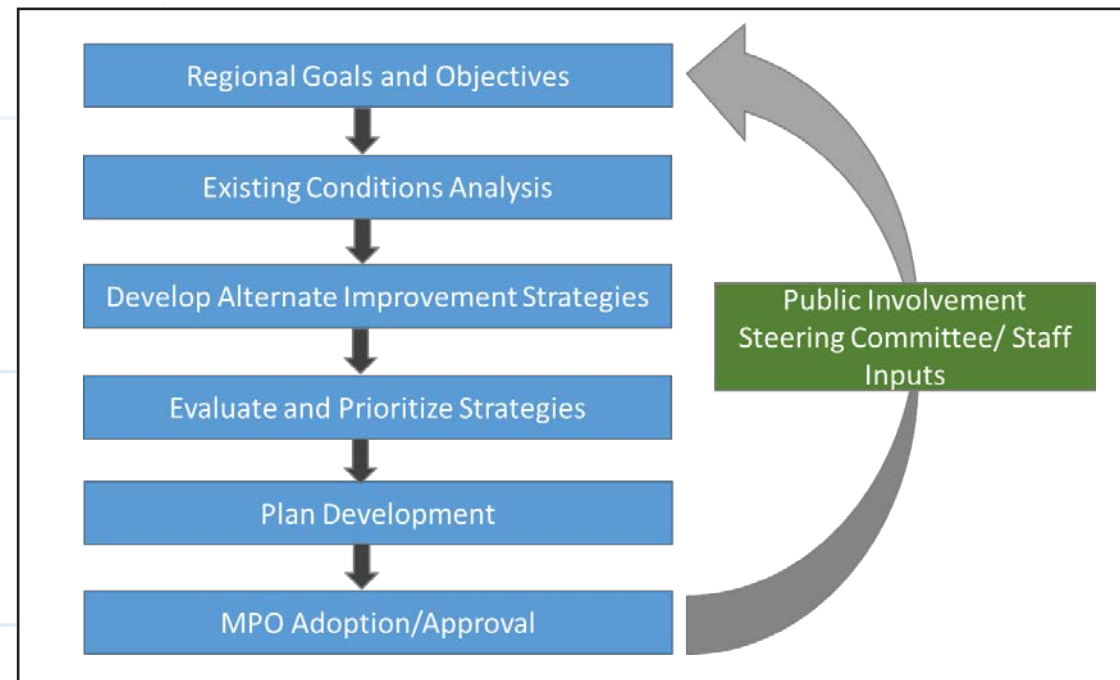 Regional Goals and Objectives
Existing Conditions Analysis
Develop Alternate Improvement Strategies
Evaluate and Prioritize Strategies
Plan Development
MPO Adoption/Approval
Public Involvement
Steering Committee/ Staff
Inputs